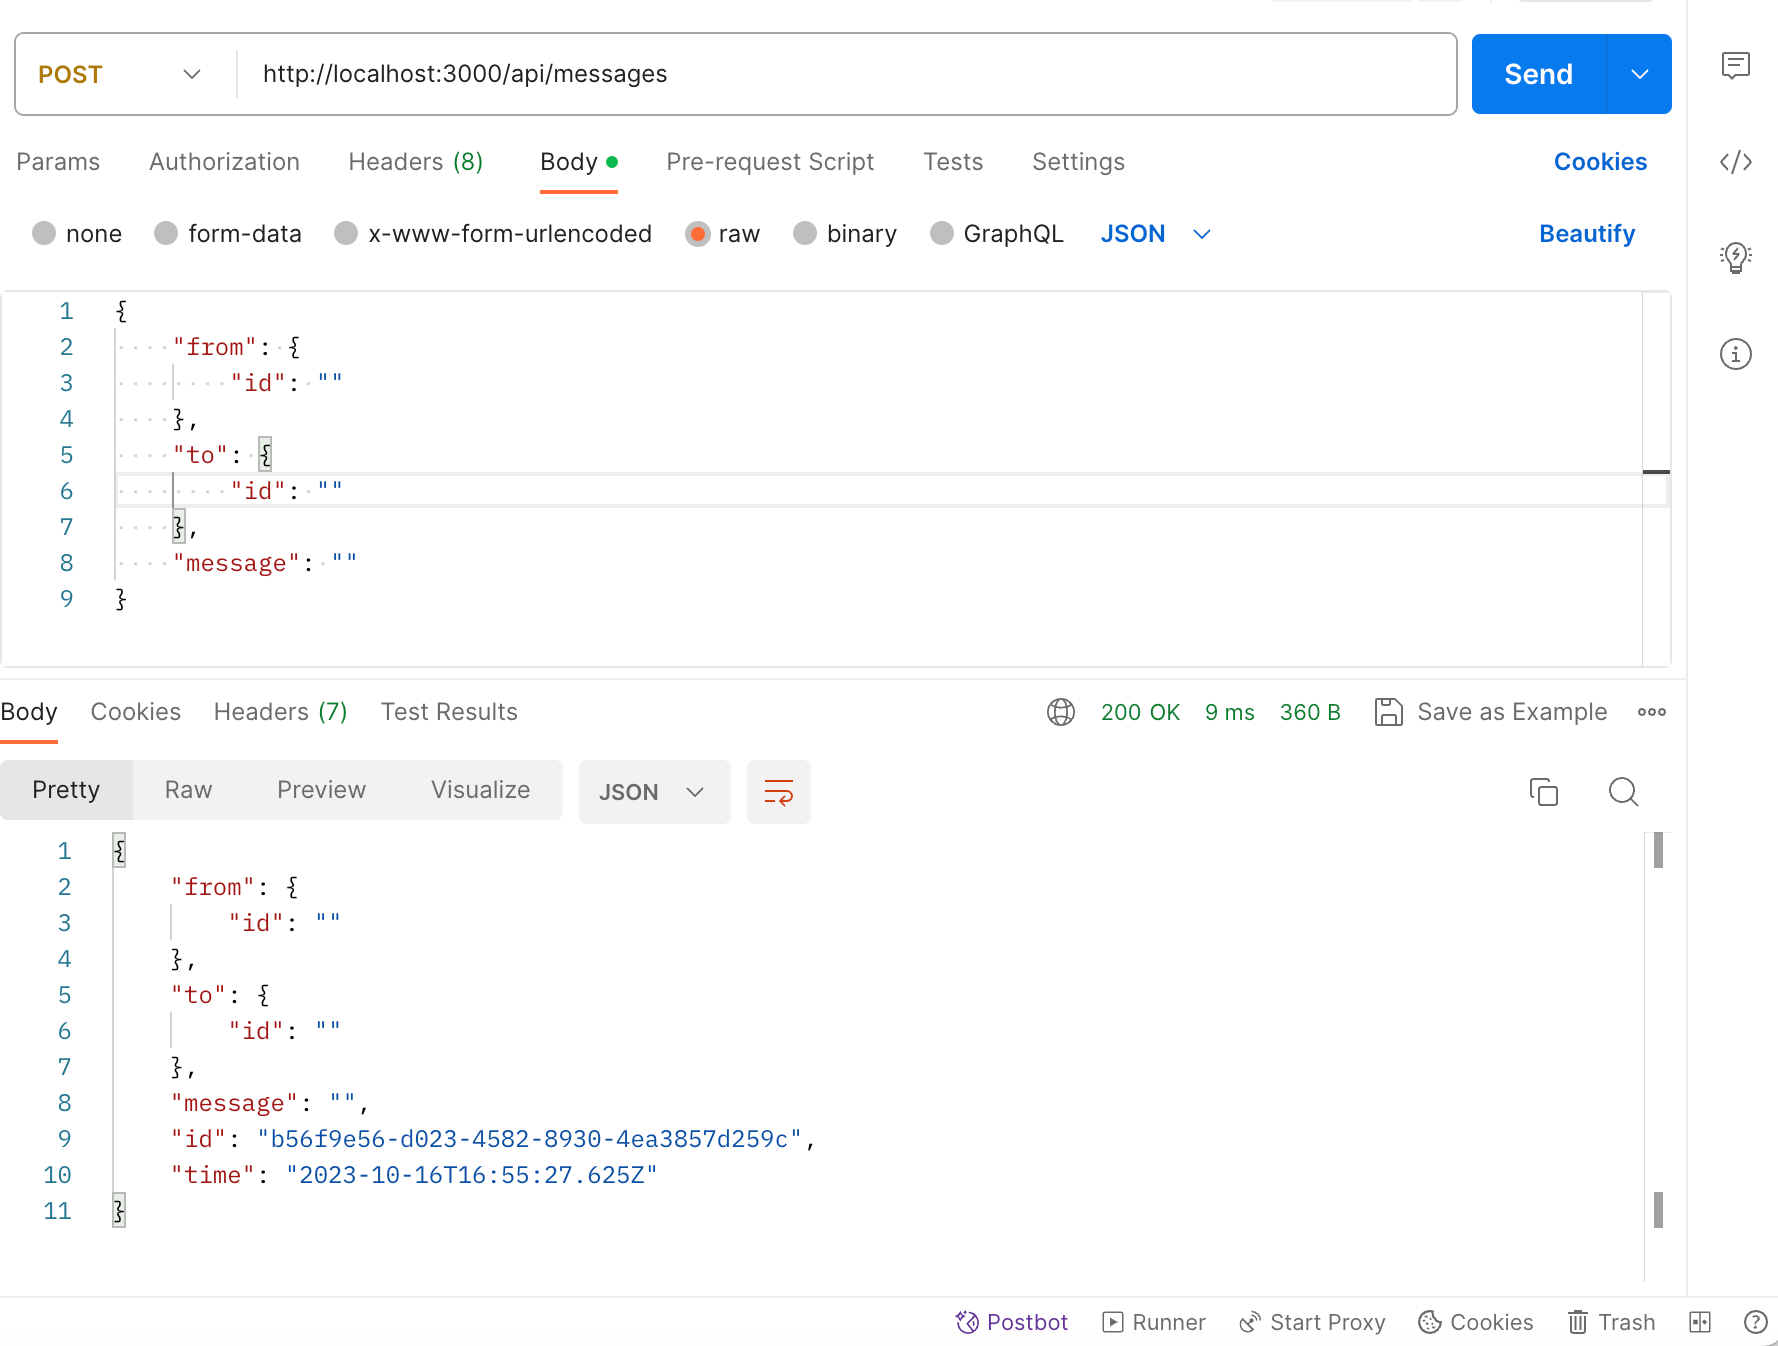 POST http://localhost:3000/api/messages Send
Params Authorization Headers (8) Body Pre-request Script Tests Settings Cookies
none form-data x-www-form-urlencoded raw binary GraphQL JSON Beautify
1 {
2 "from": {
3 "id": ""
4 },
5 "to": {
6 "id": ""
7 },
8 "message": ""
9 }
Body Cookies Headers (7) Test Results 200 OK 9 ms 360 B Save as Example
Pretty Raw Preview Visualize JSON
1 {
2 "from": {
3 "id": ""
4 },
5 "to": {
6 "id": ""
7 },
8 "message": "",
9 "id": "b56f9e56-d023-4582-8930-4ea3857d259c",
10 "time": "2023-10-16T16:55:27.625Z"
11 }
Postbot Runner Start Proxy Cookies Trash